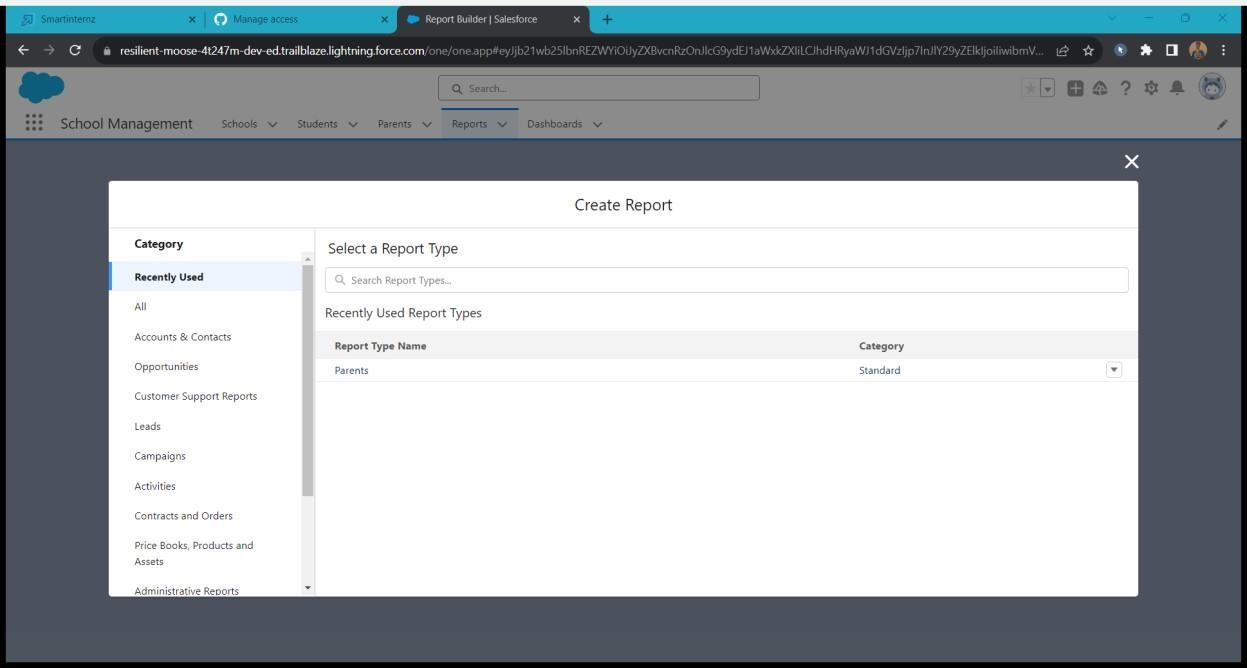 Smartinternz
Manage access
Report Builder | Salesforce
resilient-moose-4t247m-dev-ed.trailblaze.lightning.force.com/one/one.app#
Search...
School Management
Schools
Students
Parents
Reports
Dashboards
Create Report
Category
Recently Used
All
Accounts & Contacts
Opportunities
Customer Support Reports
Leads
Campaigns
Activities
Contracts and Orders
Price Books, Products and
Assets
Administrative Reports
Select a Report Type
Search Report Types...
Recently Used Report Types
Report Type Name Category
Parents Standard